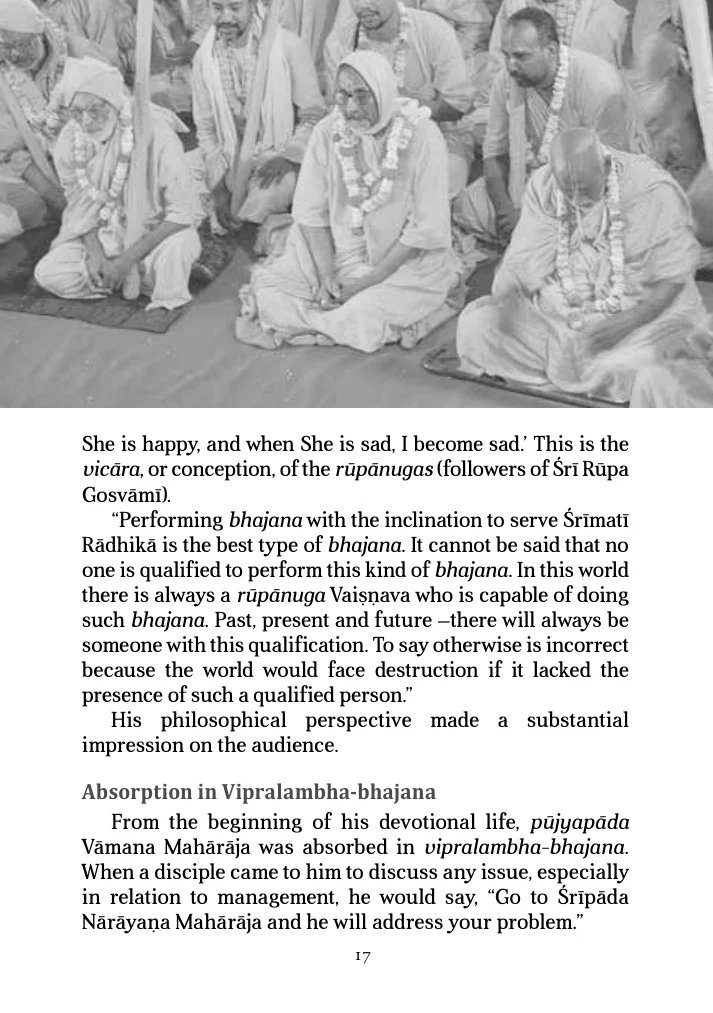 She is happy, and when She is sad, I become sad.’ This is the
vicāra, or conception, of the rūpānugas (followers of Śrī Rūpa
Gosvāmī).
“Performing bhajana with the inclination to serve Śrīmatī
Rādhikā is the best type of bhajana. It cannot be said that no
one is qualified to perform this kind of bhajana. In this world
there is always a rūpānuga Vaiṣṇava who is capable of doing
such bhajana. Past, present and future –there will always be
someone with this qualification. To say otherwise is incorrect
because the world would face destruction if it lacked the
presence of such a qualified person.”
His philosophical perspective made a substantial
impression on the audience.
Absorption in Vipralambha-bhajana
From the beginning of his devotional life, pūjyapāda
Vāmana Mahārāja was absorbed in vipralambha-bhajana.
When a disciple came to him to discuss any issue, especially
in relation to management, he would say, “Go to Śrīpāda
Nārāyaṇa Mahārāja and he will address your problem.”
17